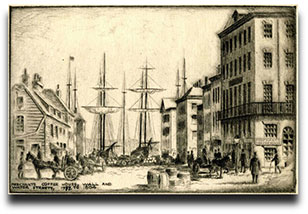 MERCHANTS COFFEE HOUSE, WALL AND
WATER STREETS,